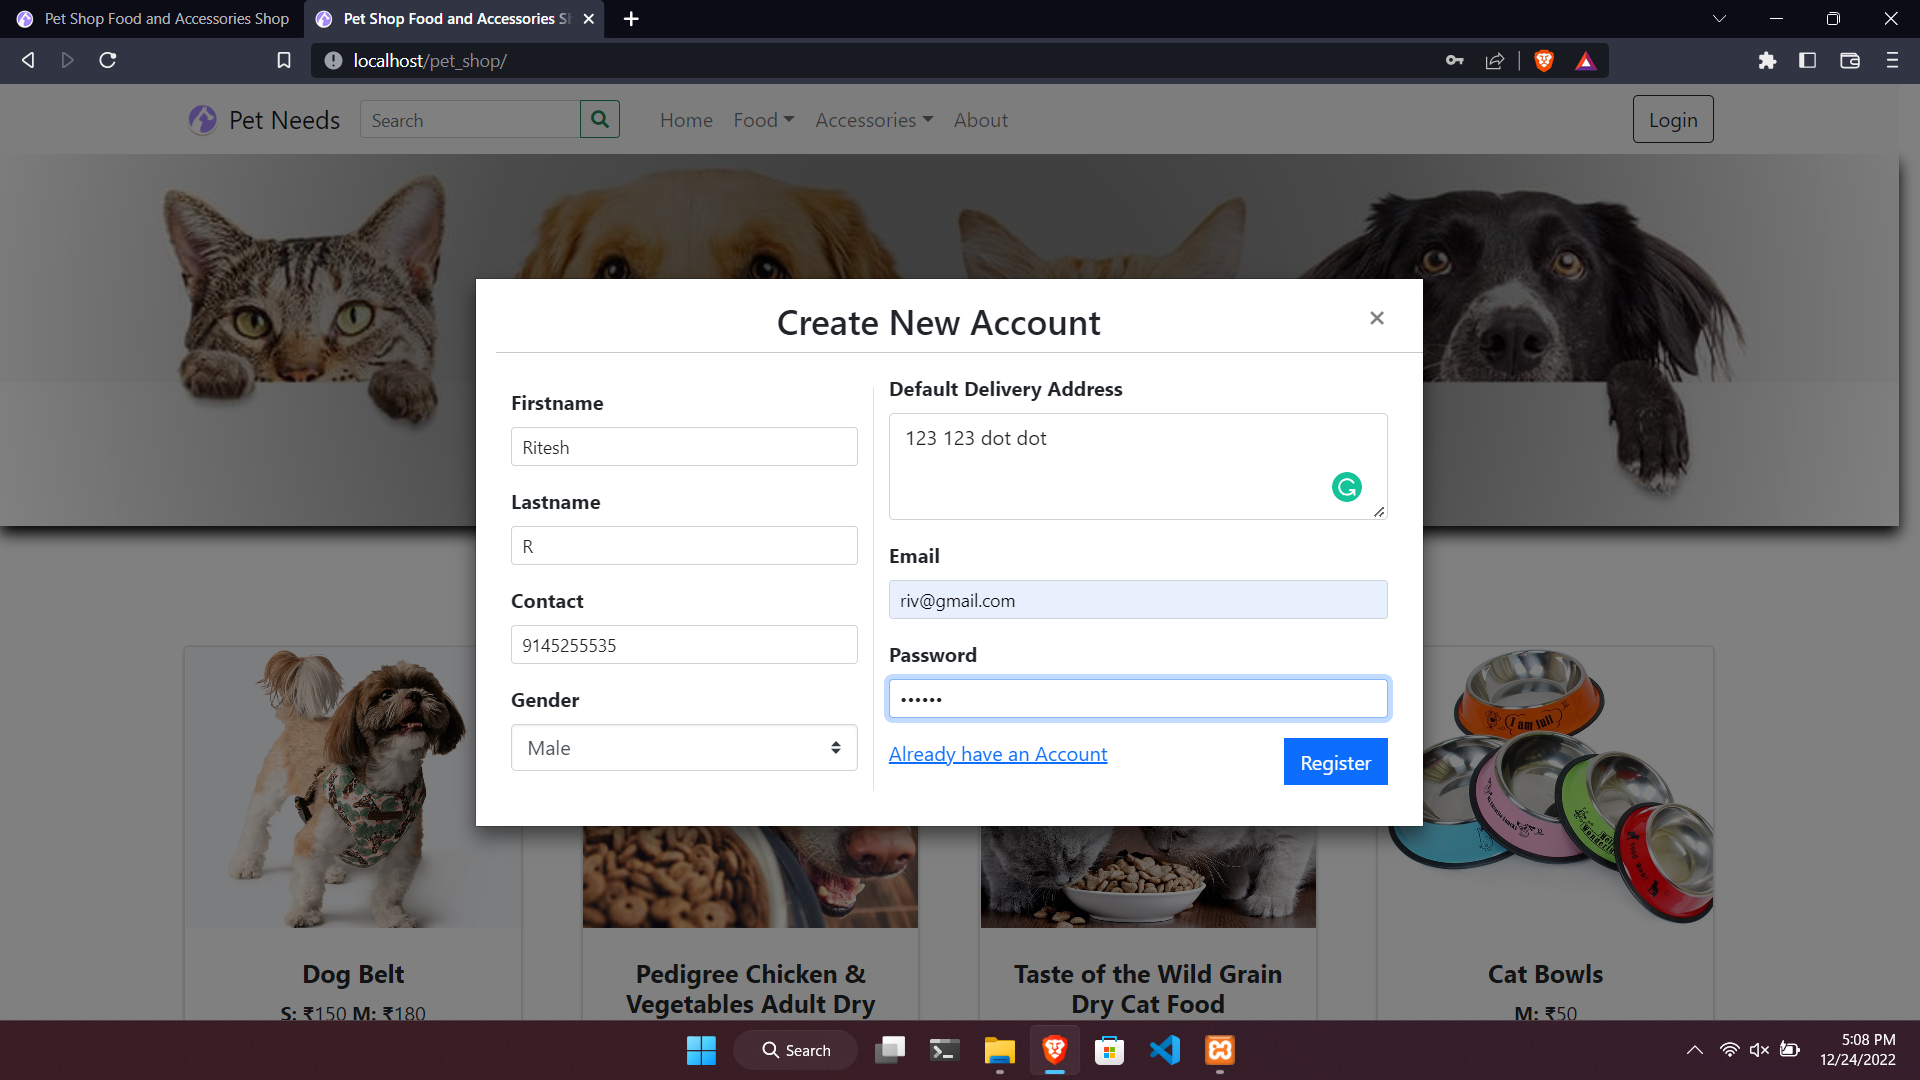 Pet Shop Food and Accessories Shop
Pet Shop Food and Accessories Sh
localhost/pet_shop/
Pet Needs
Search
Home
Food
Accessories
About
Login
Create New Account
Firstname
Ritesh
Lastname
R
Contact
9145255535
Gender
Male
Default Delivery Address
123 123 dot dot
Email
riv@gmail.com
Password
••••••
Already have an Account
Register
I am full
Dog Belt
S: ₹150 M: ₹180
Pedigree Chicken &
Vegetables Adult Dry
Taste of the Wild Grain
Dry Cat Food
Cat Bowls
M: ₹50
Search
5:08 PM
12/24/2022